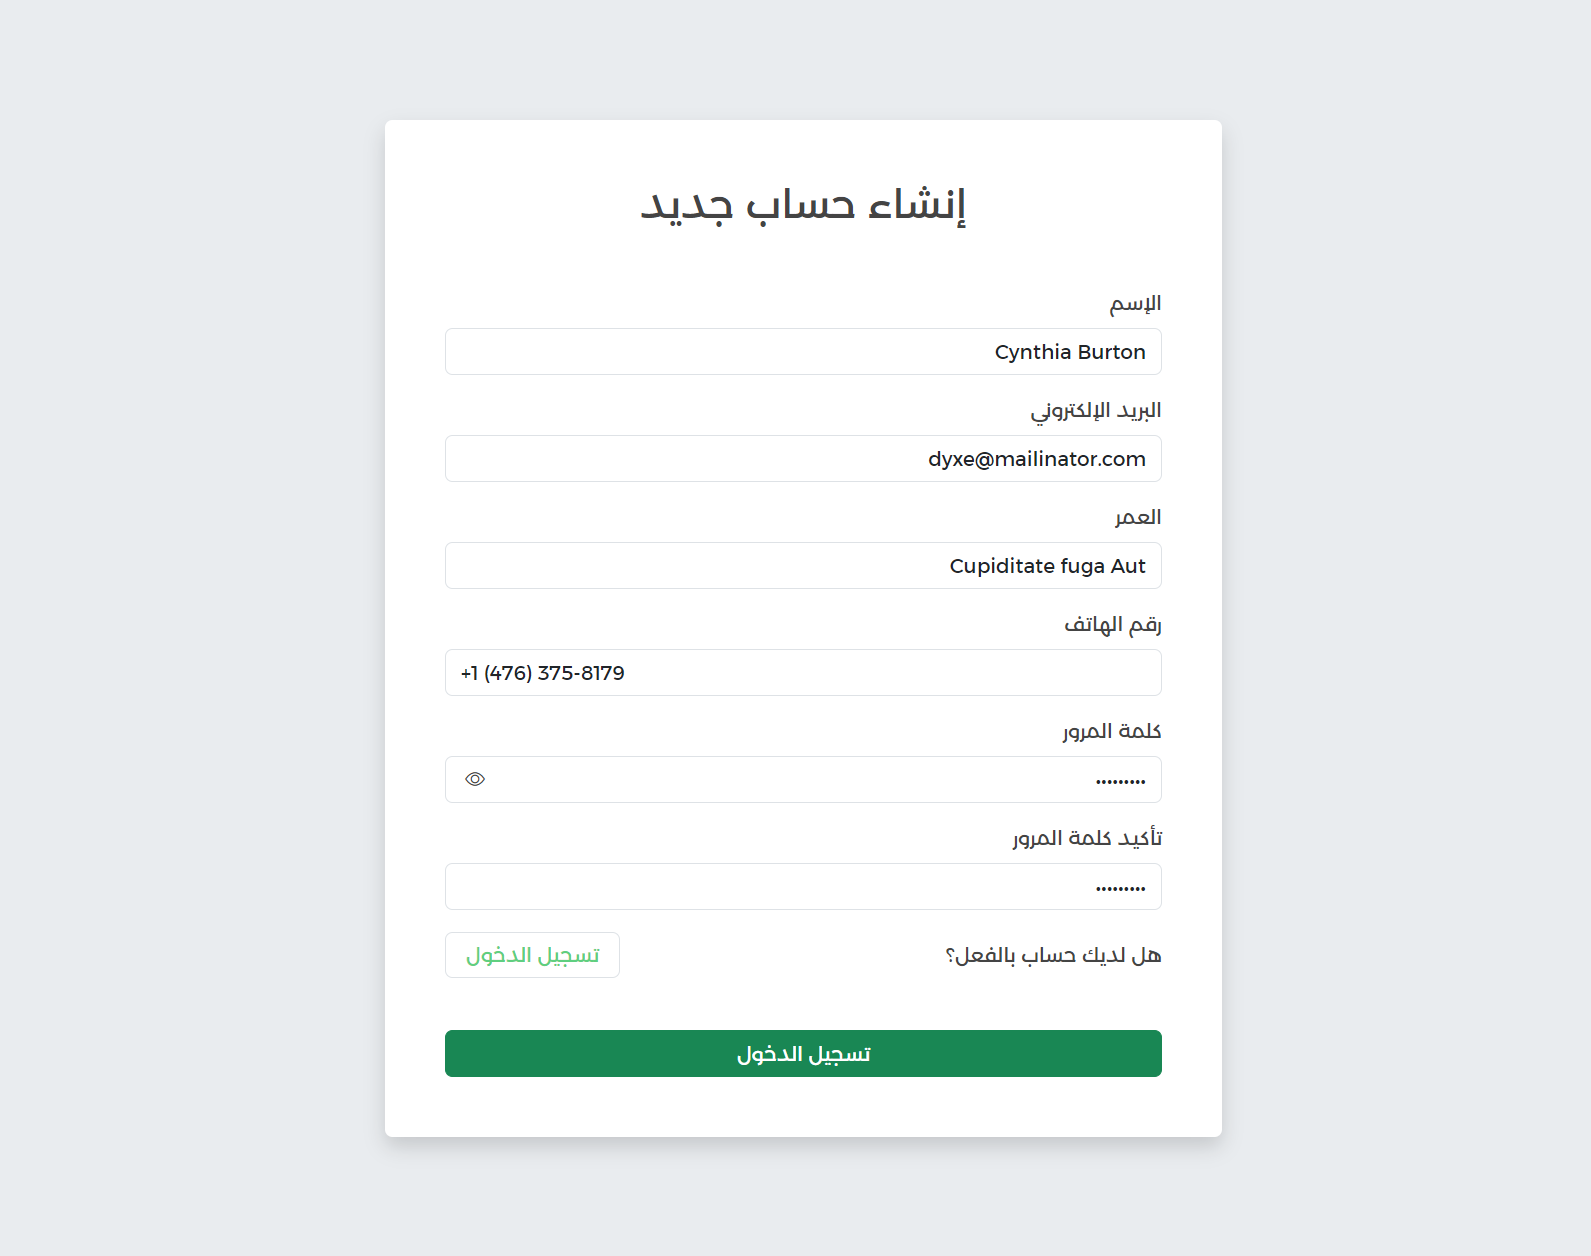 إنشاء حساب جديد
الإسم
Cynthia Burton
البريد الإلكتروني
dyxe@mailinator.com
العمر
Cupiditate fuga Aut
رقم الهاتف
+1 (476) 375-8179
كلمة المرور
•••••••••
تأكيد كلمة المرور
•••••••••
هل لديك حساب بالفعل؟ تسجيل الدخول
تسجيل الدخول